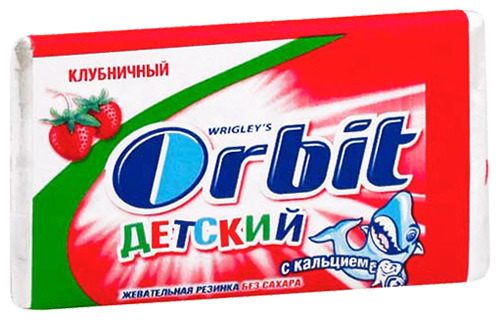 КЛУБНИЧНЫЙ
WRIGLEY'S
Orbit
ДЕТСКИЙ
С КАЛЬЦИЕМ
ЖЕВАТЕЛЬНАЯ РЕЗИНКА БЕЗ САХАРА